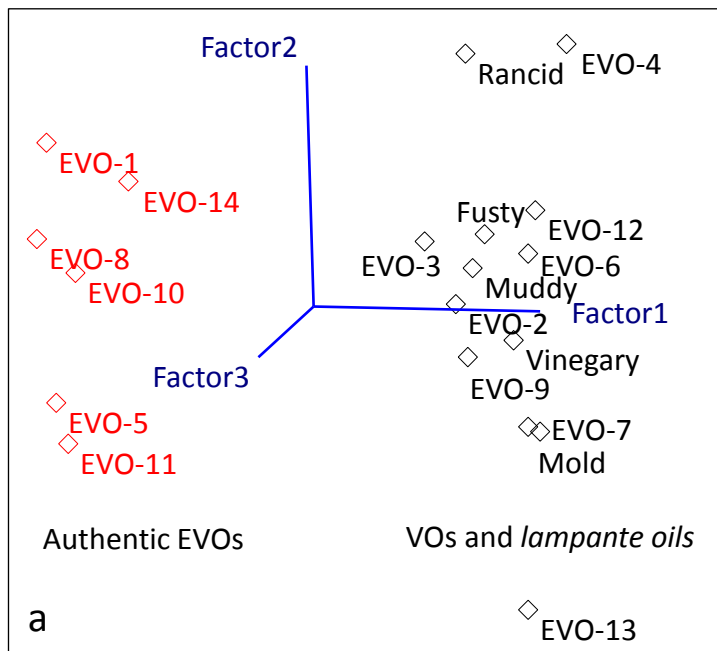 Factor2
Rancid
EVO-4
EVO-1
EVO-14
Fusty
EVO-12
EVO-8
EVO-3
EVO-6
EVO-10
Muddy
EVO-2
Factor1
Factor3
Vinegary
EVO-9
EVO-5
EVO-7
EVO-11
Mold
Authentic EVOs
VOs and lampante oils
a
EVO-13